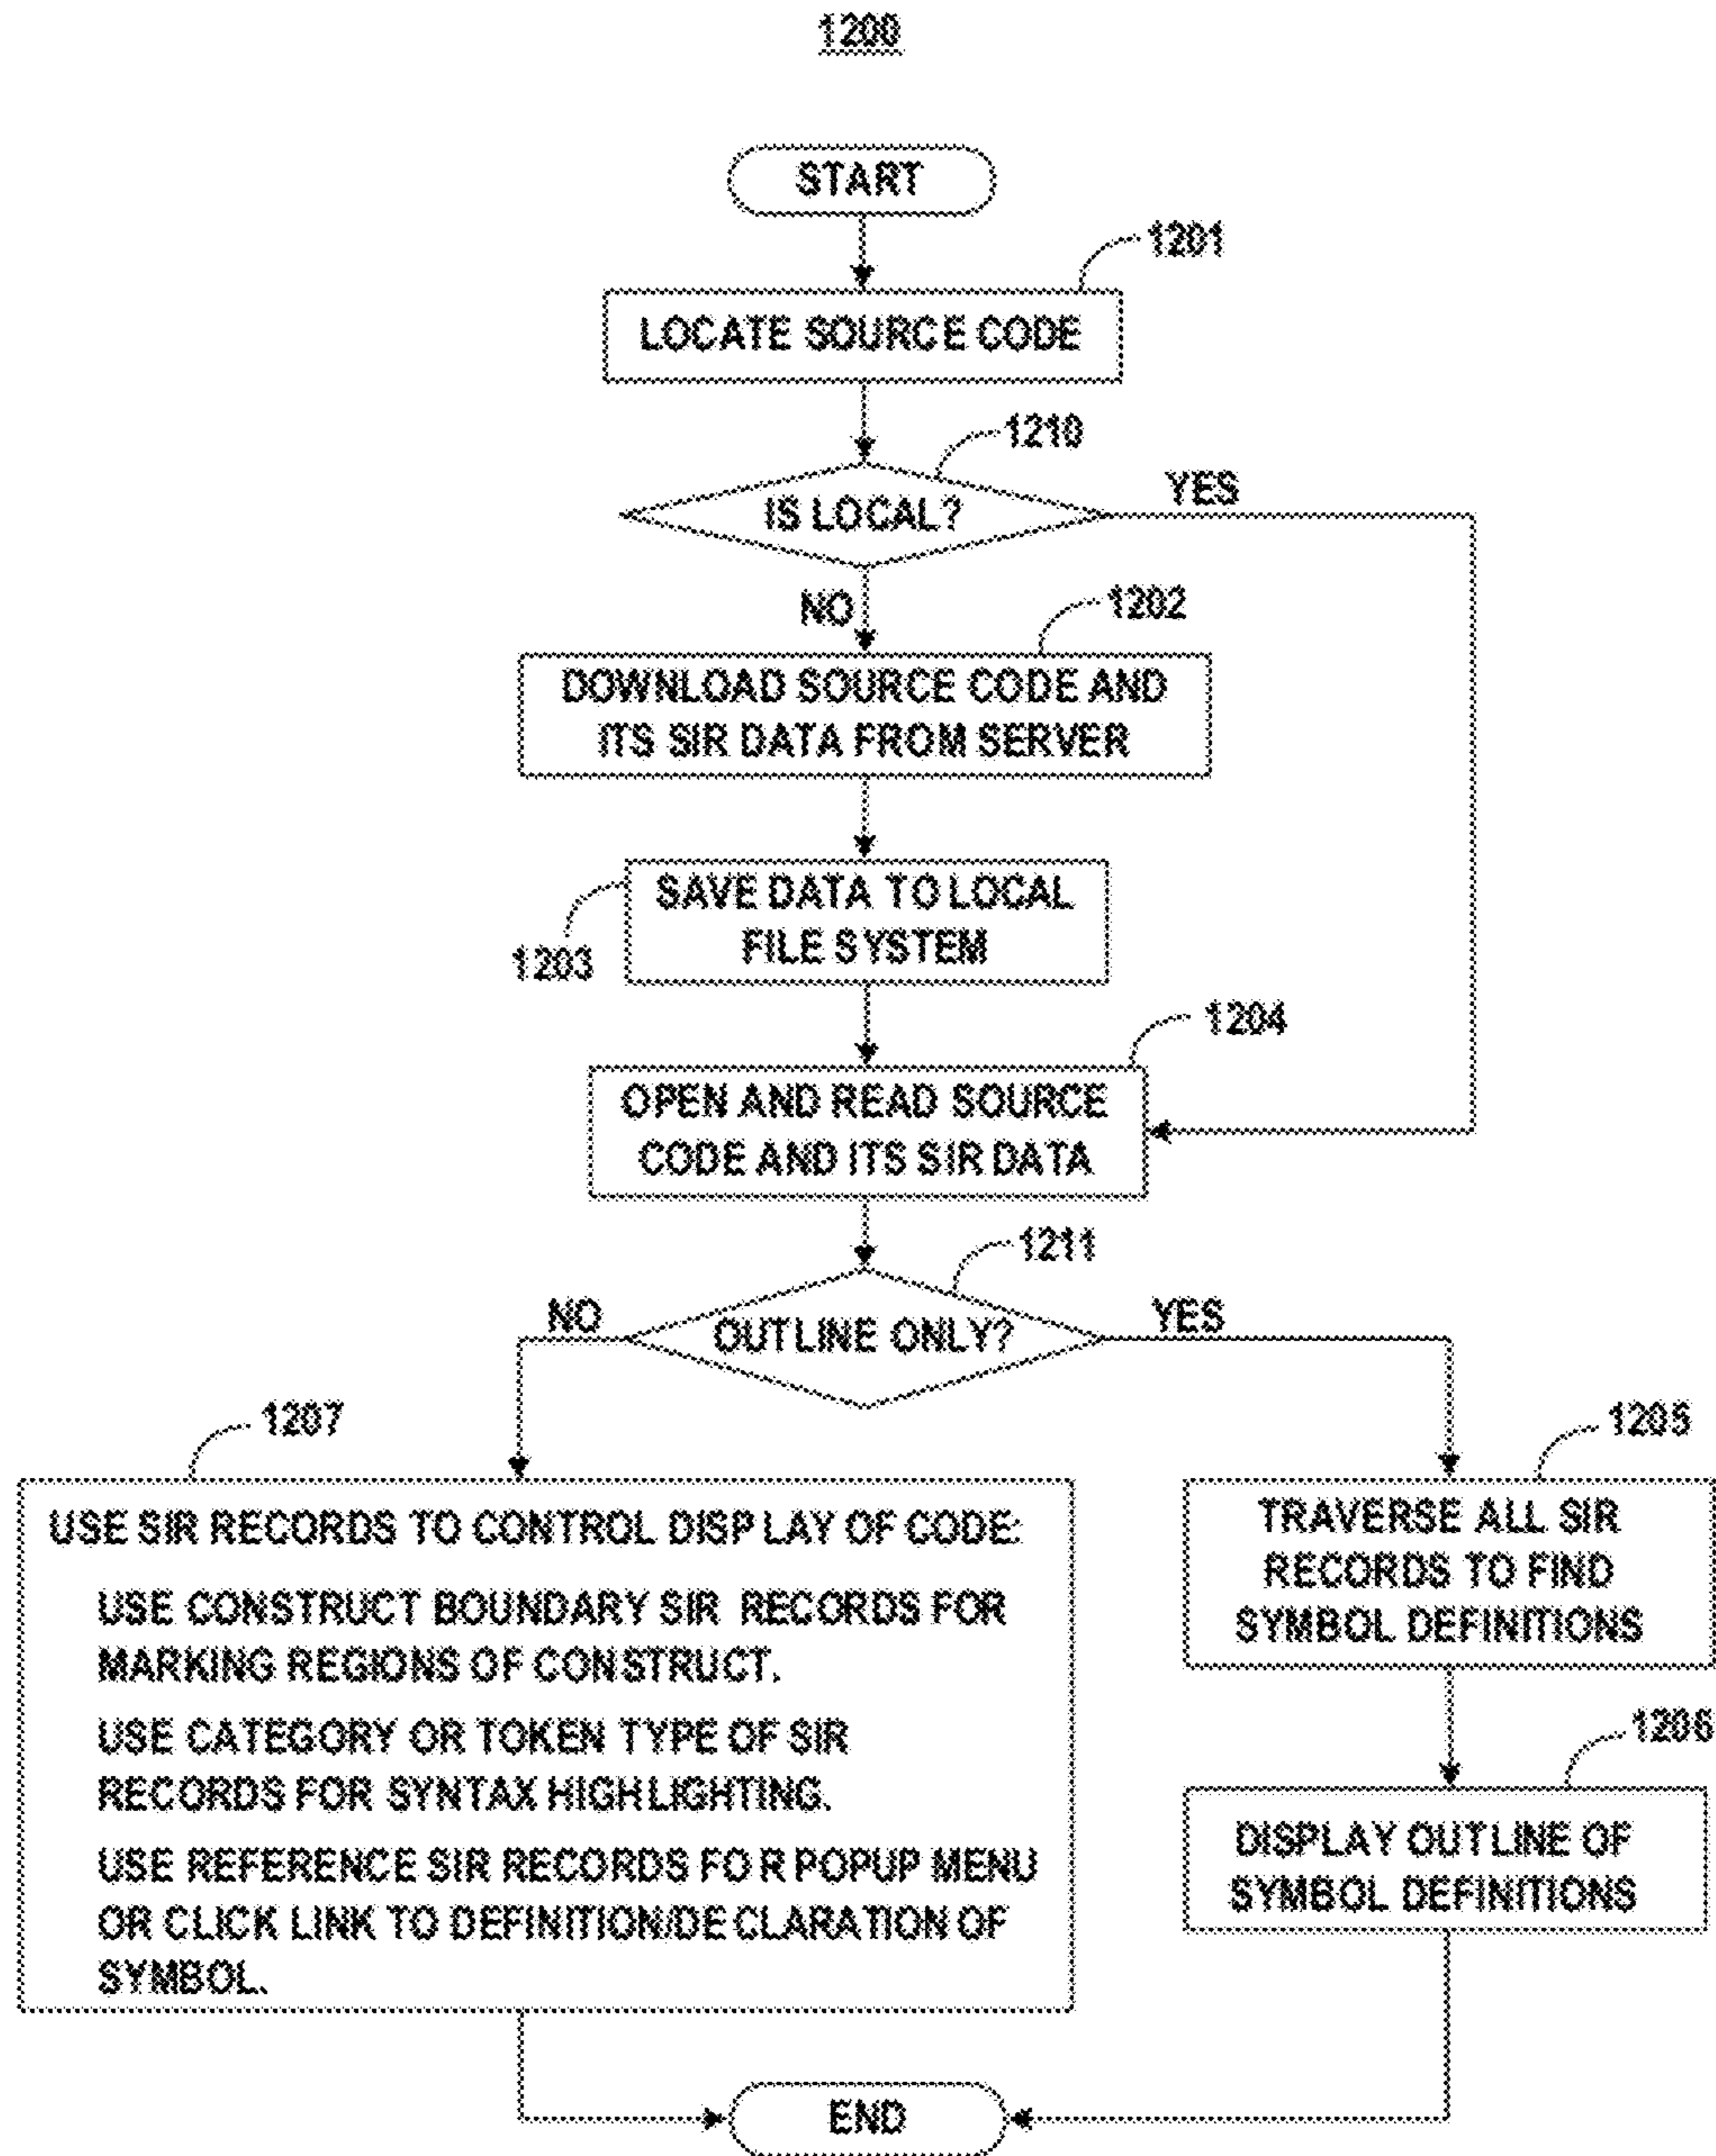 1200
START
1201
LOCATE SOURCE CODE
1210
IS LOCAL?
YES
NO
1202
DOWNLOAD SOURCE CODE AND
ITS SIR DATA FROM SERVER
SAVE DATA TO LOCAL
FILE SYSTEM
1203
1204
OPEN AND READ SOURCE
CODE AND ITS SIR DATA
1211
NO
OUTLINE ONLY?
YES
1207
USE SIR RECORDS TO CONTROL DISPLAY OF CODE:
USE CONSTRUCT BOUNDARY SIR RECORDS FOR
MARKING REGIONS OF CONSTRUCT.
USE CATEGORY OR TOKEN TYPE OF SIR
RECORDS FOR SYNTAX HIGHLIGHTING.
USE REFERENCE SIR RECORDS FOR POPUP MENU
OR CLICK LINK TO DEFINITION/DECLARATION OF
SYMBOL.
1205
TRAVERSE ALL SIR
RECORDS TO FIND
SYMBOL DEFINITIONS
1206
DISPLAY OUTLINE OF
SYMBOL DEFINITIONS
END